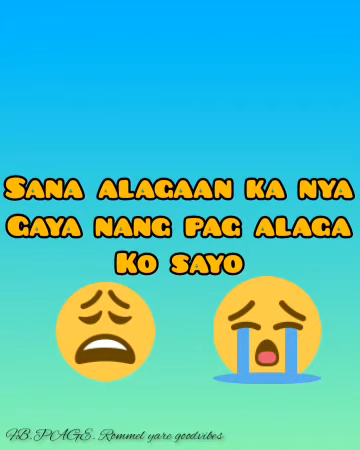 Sana alagaan ka nya
Gaya nang pag alaga
Ko sayo
FB. PAGE. Rommel yare goodvibes